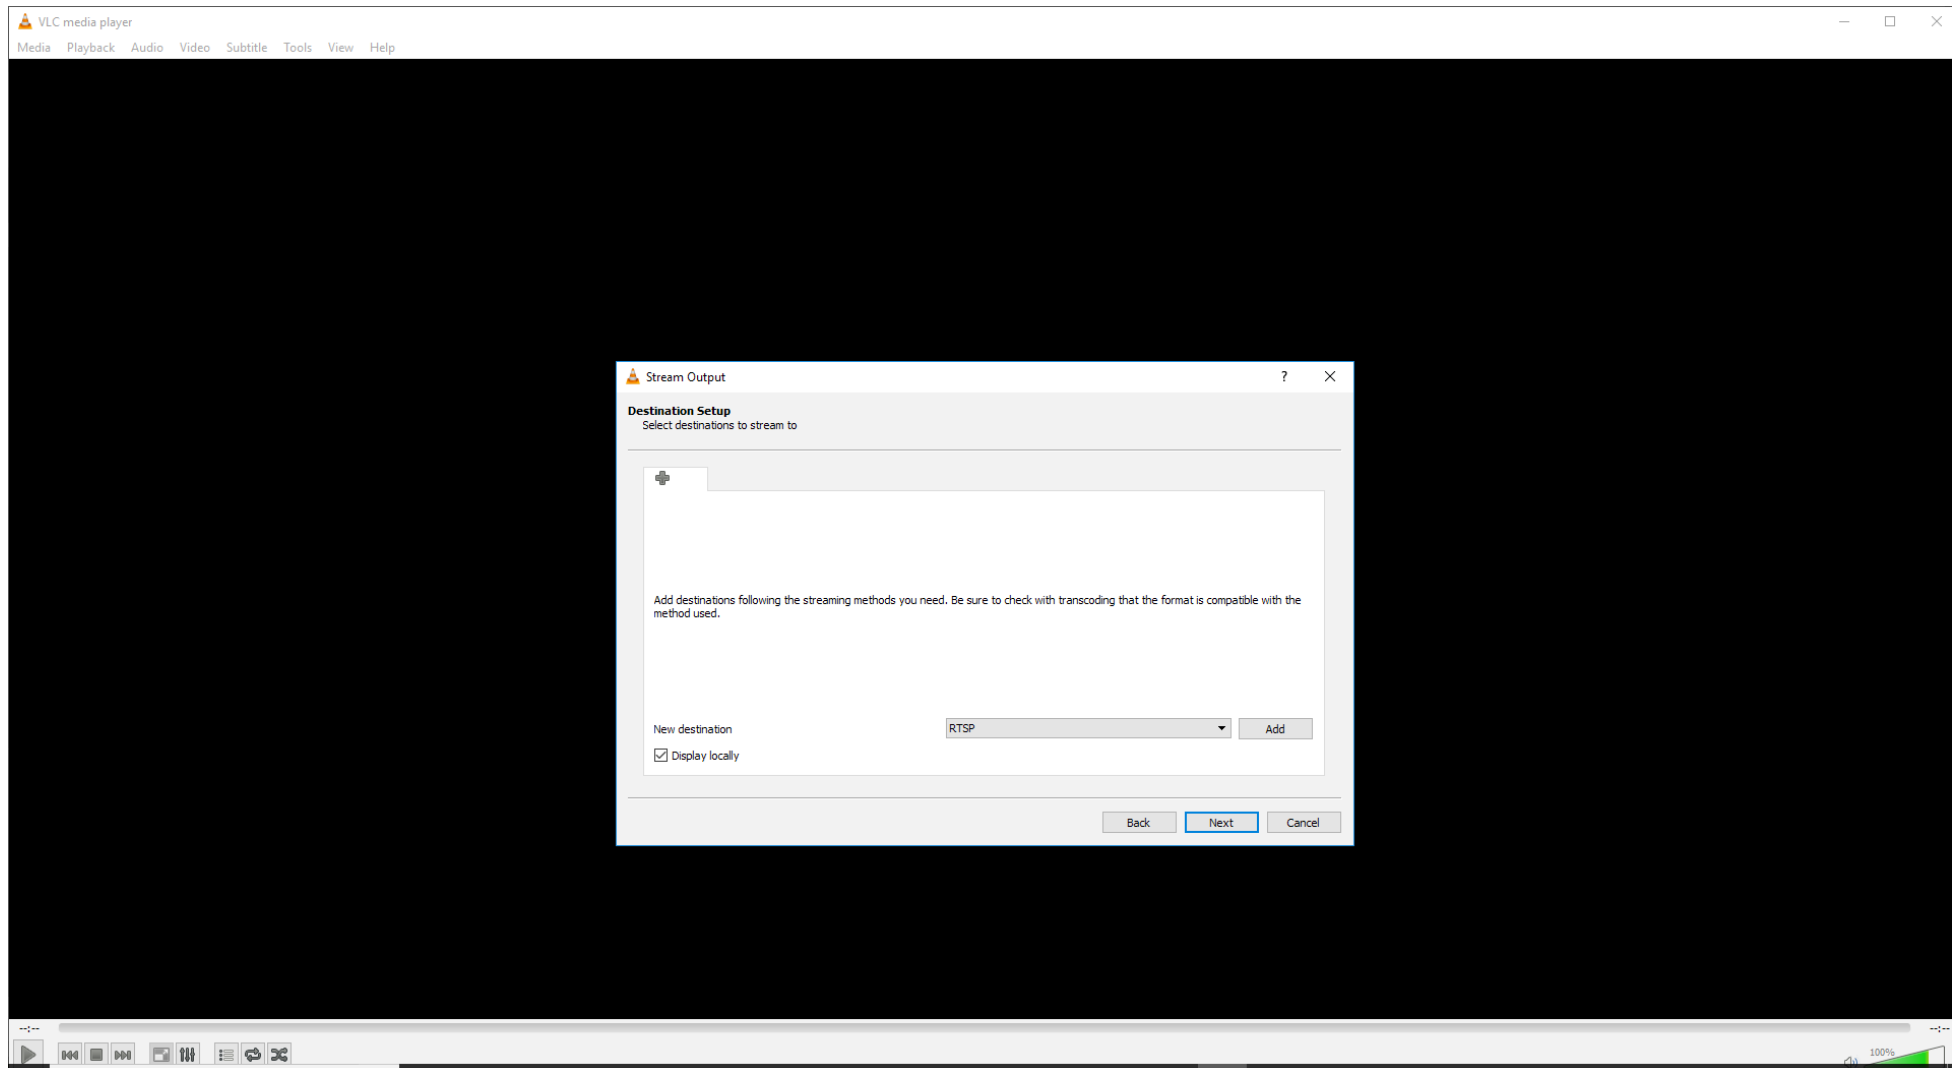 VLC media player
Media Playback Audio Video Subtitle Tools View Help
Stream Output
?
Destination Setup
Select destinations to stream to
Add destinations following the streaming methods you need. Be sure to check with transcoding that the format is compatible with the
method used.
New destination RTSP Add
Display locally
Back Next Cancel
--:-- --:--
100%